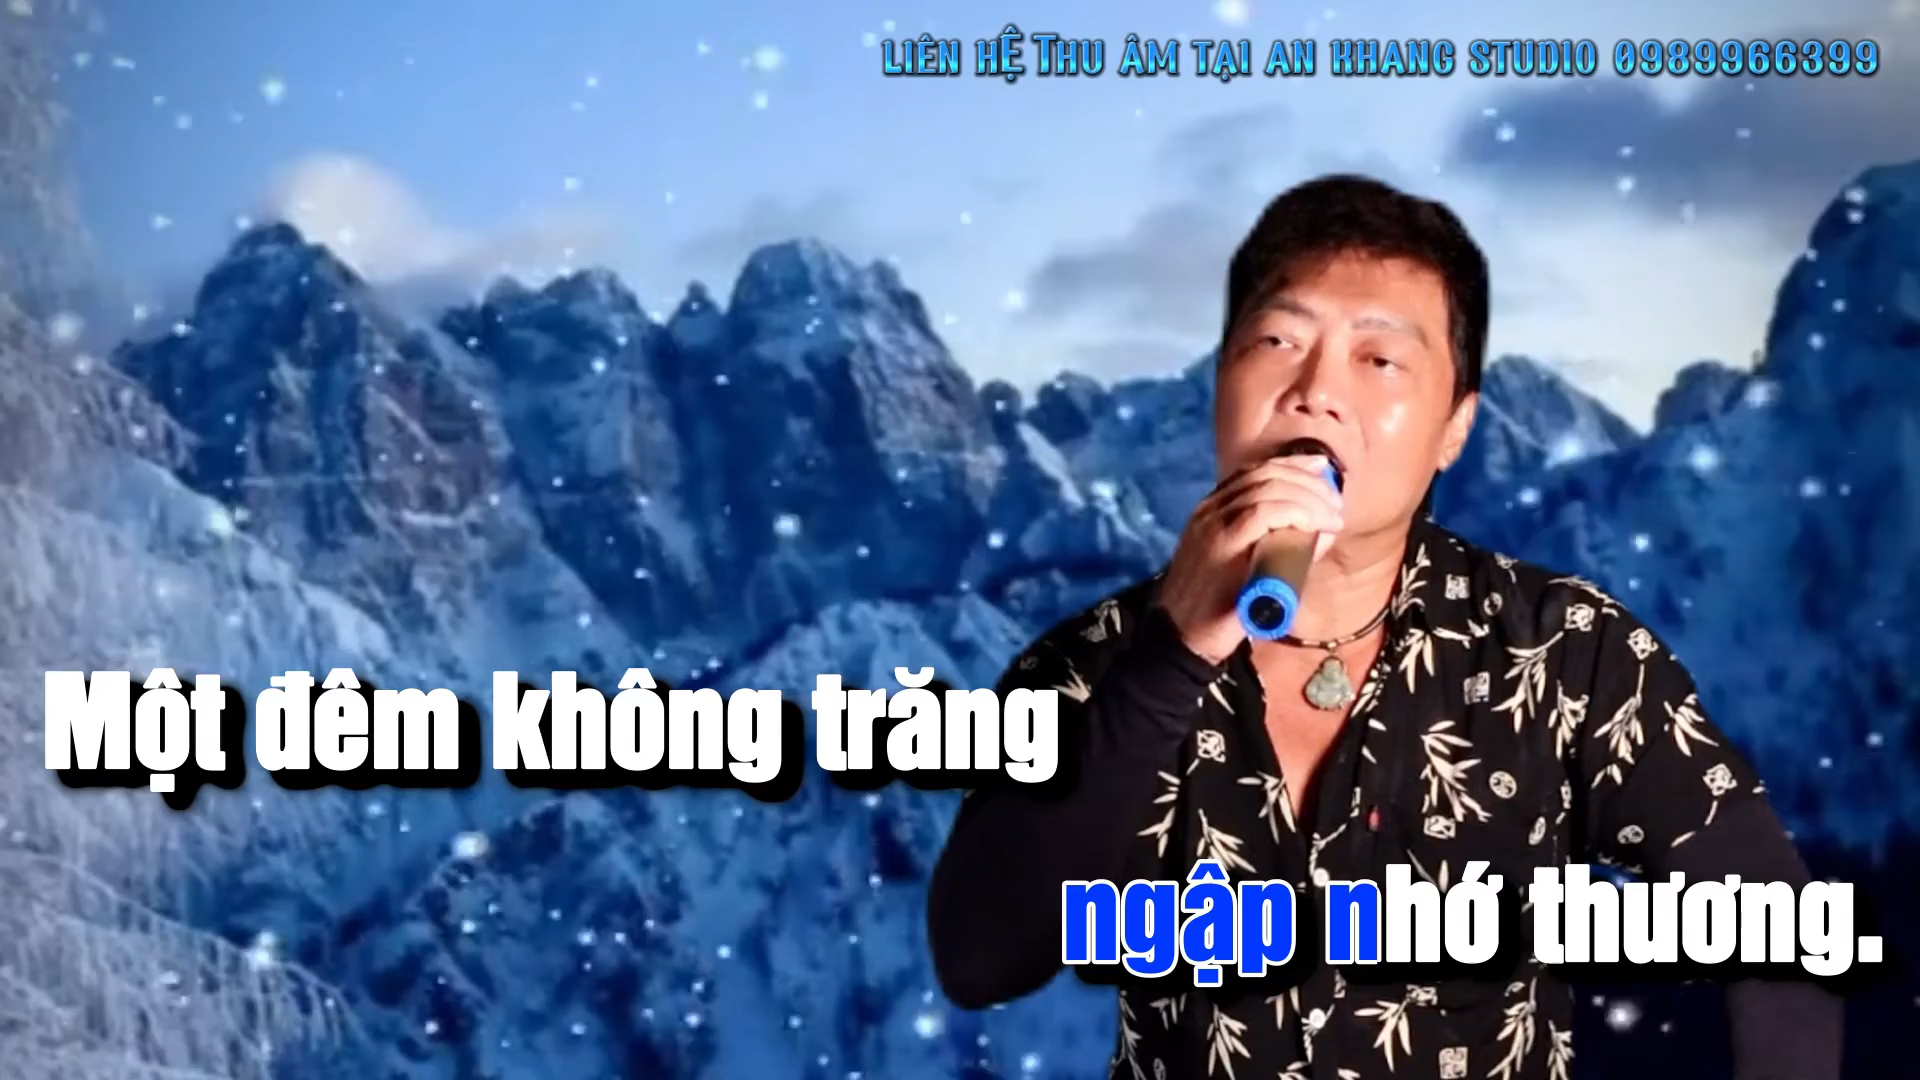 LIÊN HỆ THU ÂM TẠI AN KHANG STUDIO 0989966399
Một đêm không trăng
ngập nhớ thương.